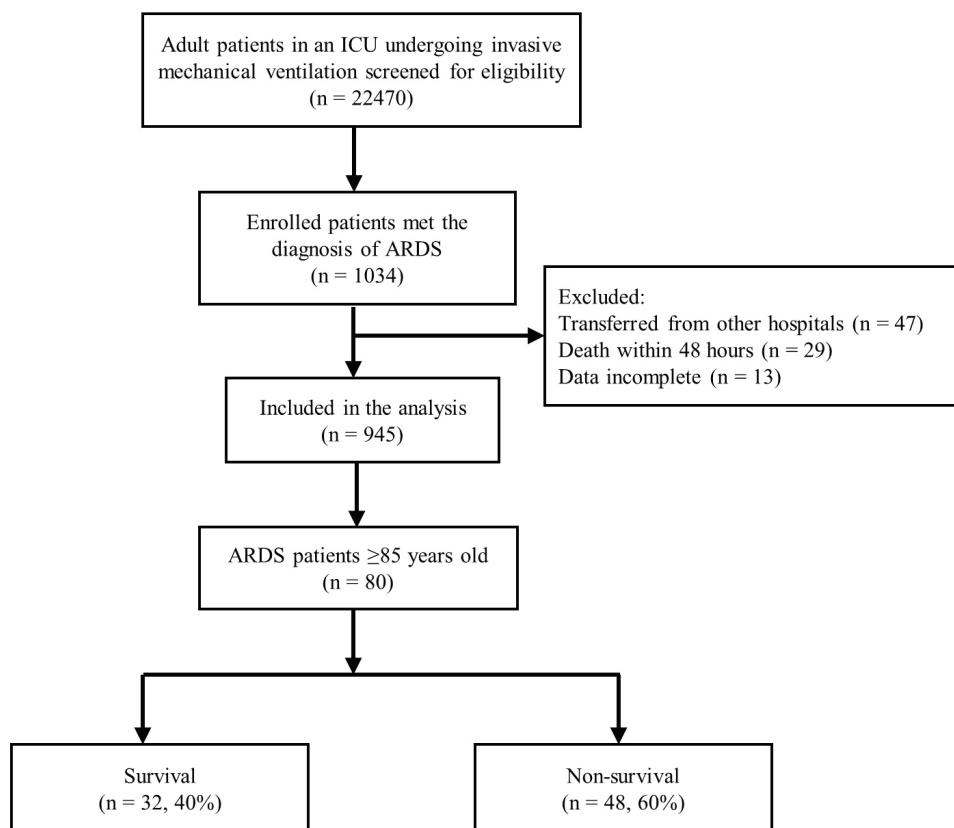 Adult patients in an ICU undergoing invasive
mechanical ventilation screened for eligibility
(n = 22470)
Enrolled patients met the
diagnosis of ARDS
(n = 1034)
Excluded:
Transferred from other hospitals (n = 47)
Death within 48 hours (n = 29)
Data incomplete (n = 13)
Included in the analysis
(n = 945)
ARDS patients ≥85 years old
(n = 80)
Survival
(n = 32, 40%)
Non-survival
(n = 48, 60%)